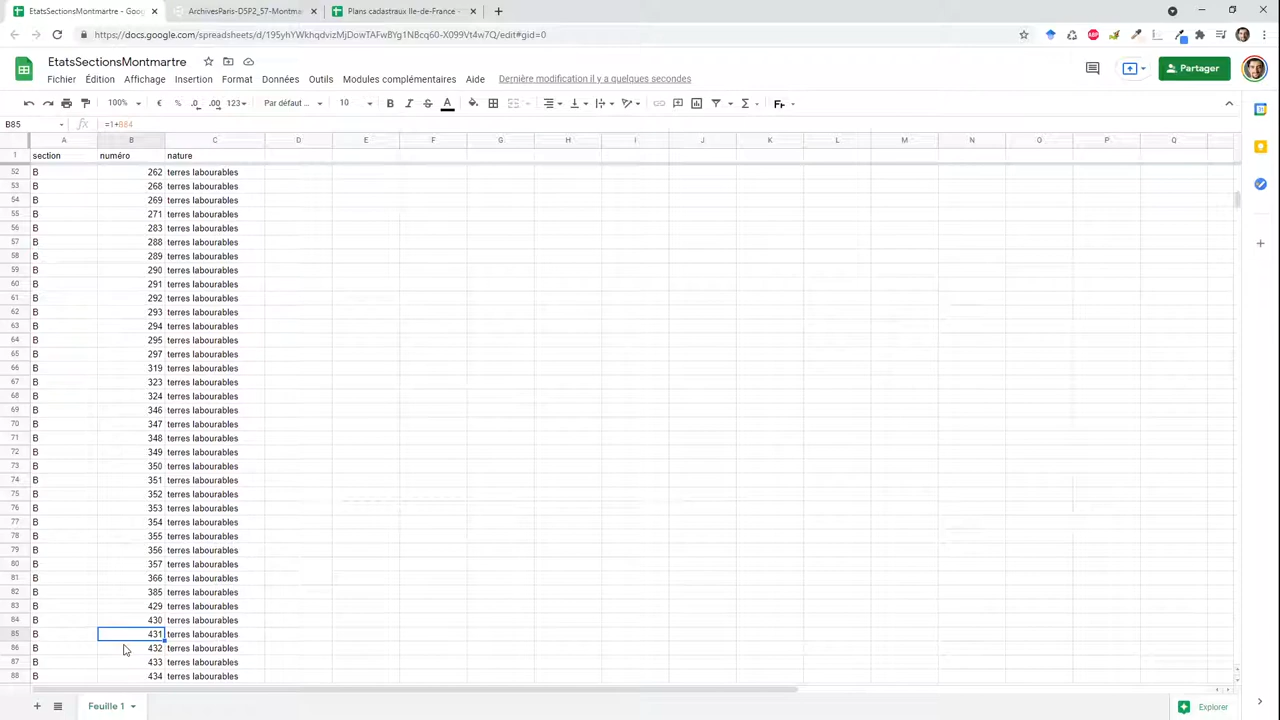 EtatsSectionsMontmartre - Goog
ArchivesParis-D5P2_57-Montma
Plans cadastraux Ile-de-France -
https://docs.google.com/spreadsheets/d/195yhYWkhqdvizMjDowTAFwBYg1NBcq60-X099Vt4w7Q/edit#gid=0
EtatsSectionsMontmartre
Fichier Édition Affichage Insertion Format Données Outils Modules complémentaires Aide Dernière modification il y a quelques secondes
Partager
100% € % .0 .00 123 Par défaut ... 10 B I S A Σ Fr
B85 fx =1+B84
A B C D E F G H I J K L M N O P Q
1 section numéro nature
52 B 262 terres labourables
53 B 268 terres labourables
54 B 269 terres labourables
55 B 271 terres labourables
56 B 283 terres labourables
57 B 288 terres labourables
58 B 289 terres labourables
59 B 290 terres labourables
60 B 291 terres labourables
61 B 292 terres labourables
62 B 293 terres labourables
63 B 294 terres labourables
64 B 295 terres labourables
65 B 297 terres labourables
66 B 319 terres labourables
67 B 323 terres labourables
68 B 324 terres labourables
69 B 346 terres labourables
70 B 347 terres labourables
71 B 348 terres labourables
72 B 349 terres labourables
73 B 350 terres labourables
74 B 351 terres labourables
75 B 352 terres labourables
76 B 353 terres labourables
77 B 354 terres labourables
78 B 355 terres labourables
79 B 356 terres labourables
80 B 357 terres labourables
81 B 366 terres labourables
82 B 385 terres labourables
83 B 429 terres labourables
84 B 430 terres labourables
85 B 431 terres labourables
86 B 432 terres labourables
87 B 433 terres labourables
88 B 434 terres labourables
Feuille 1
Explorer